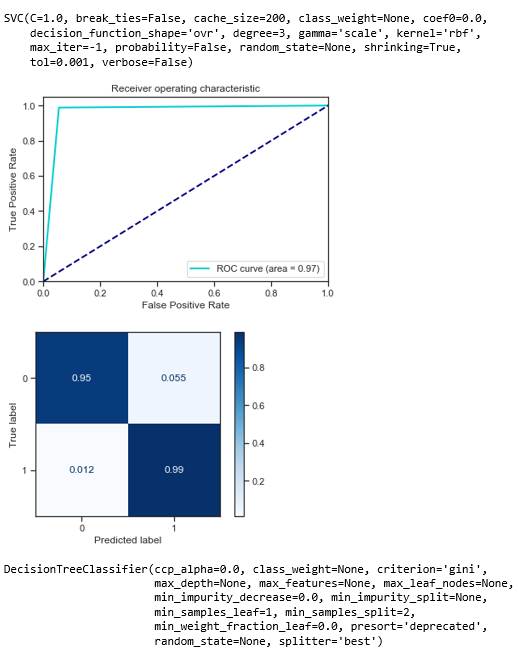 SVC(C=1.0, break_ties=False, cache_size=200, class_weight=None, coef0=0.0,
decision_function_shape='ovr', degree=3, gamma='scale', kernel='rbf',
max_iter=-1, probability=False, random_state=None, shrinking=True,
tol=0.001, verbose=False)
Receiver operating characteristic
1.0
0.8
0.6
0.4
0.2
0.0
True Positive Rate
ROC curve (area = 0.97)
0.0 0.2 0.4 0.6 0.8 1.0
False Positive Rate
0.95 0.055
0.012 0.99
0
1
True label
0 1
Predicted label
0.8
0.6
0.4
0.2
DecisionTreeClassifier(ccp_alpha=0.0, class_weight=None, criterion='gini',
max_depth=None, max_features=None, max_leaf_nodes=None,
min_impurity_decrease=0.0, min_impurity_split=None,
min_samples_leaf=1, min_samples_split=2,
min_weight_fraction_leaf=0.0, presort='deprecated',
random_state=None, splitter='best')